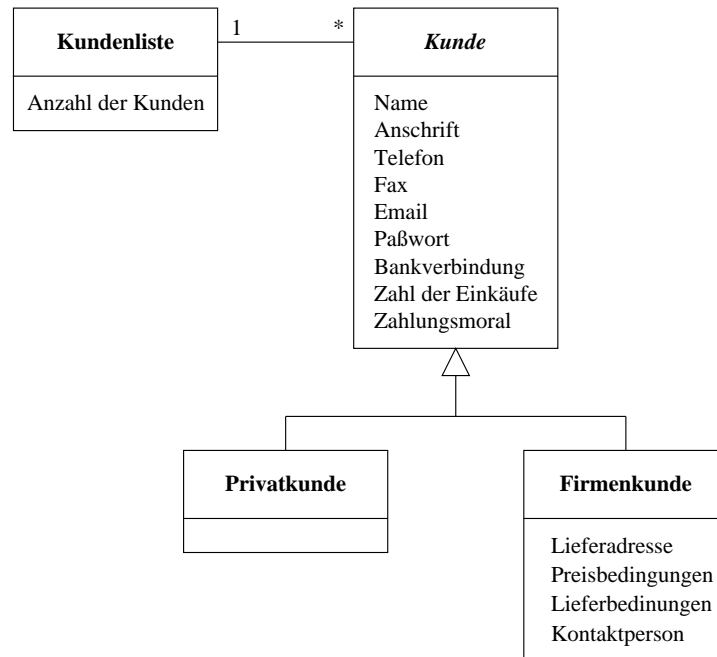 Kundenliste
1
*
Kunde
Anzahl der Kunden
Name
Anschrift
Telefon
Fax
Email
Paßwort
Bankverbindung
Zahl der Einkäufe
Zahlungsmoral
Privatkunde
Firmenkunde
Lieferadresse
Preisbedingungen
Lieferbedinungen
Kontaktperson